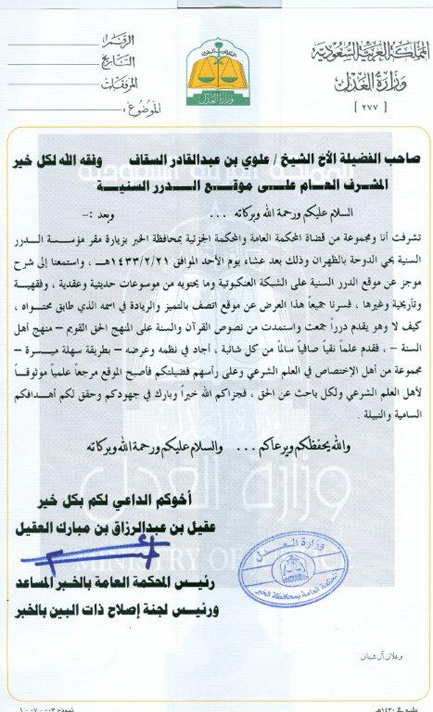 المملكة العربية السعودية
وزارة العدل
[ ٢٧٧ ]
وزارة العدل
الرقم :
التاريخ :
المرفقات :
الموضوع :
صاحب الفضيلة الأخ الشيخ / علوي بن عبدالقادر السقاف وفقه الله لكل خير
المشرف العام على موقع الدرر السنية
السلام عليكم ورحمة الله وبركاته ... وبعد :-
تشرفت أنا ومجموعة من قضاة المحكمة العامة والمحكمة الجزئية بمحافظة الخبر بزيارة مقر مؤسسة الدرر
السنية بحي الدوحة بالظهران وذلك بعد عشاء يوم الأحد الموافق ١٤٣٣/٢/٢١هـ ، واستمعنا إلى شرح
موجز عن موقع الدرر السنية على الشبكة العنكبوتية وما يحتويه من موسوعات حديثية وعقدية ، وفقهية
وتأريخية وغيرها ، فسرنا جميعاً هذا العرض عن موقع اتصف بالتميز والريادة في اسمه الذي طابق محتواه ،
كيف لا وهو يقدم درراً جمعت واستمدت من نصوص القرآن والسنة على المنهج الحق القويم – منهج أهل
السنة – ، فقدم علماً نقياً صافياً سالماً من كل شائبة ، أجاد في نظمه وعرضه – بطريقة سهلة ميسرة –
مجموعة من أهل الإختصاص في العلم الشرعي وعلى رأسهم فضيلتكم فأصبح الموقع مرجعاً علمياً موثوقاً
لأهل العلم الشرعي ولكل باحث عن الحق ، فجزاكم الله خيراً وبارك في جهودكم وحقق لكم أهدافكم
السامية والنبيلة .
والله يحفظكم ويرعاكم ... والسلام عليكم ورحمة الله وبركاته
أخوكم الداعي لكم بكل خير
عقيل بن عبدالرزاق بن مبارك العقيل
رئيس المحكمة العامة بالخبر المساعد
ورئيس لجنة إصلاح ذات البين بالخبر
وزارة العدل
المحكمة العامة بمحافظة الخبر
وزارة العدل
MINISTRY OF JUSTICE